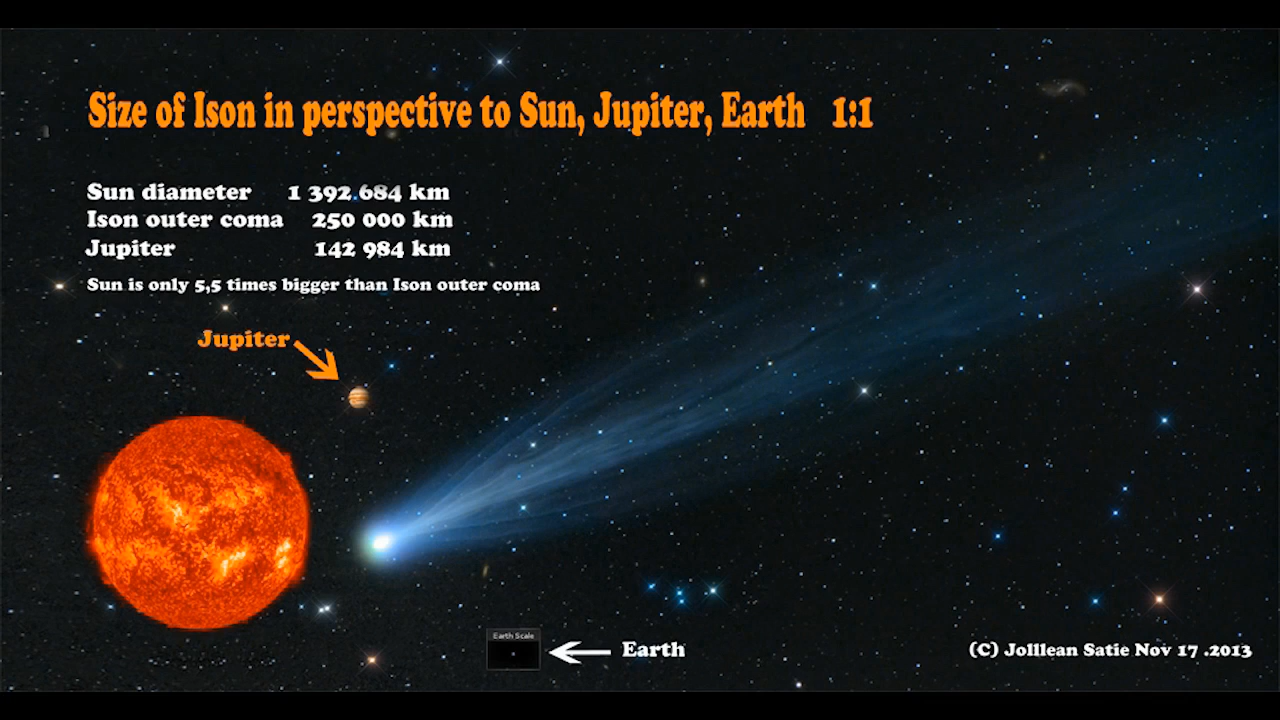 Size of Ison in perspective to Sun, Jupiter, Earth 1:1
Sun diameter 1 392.684 km
Ison outer coma 250 000 km
Jupiter 142 984 km
Sun is only 5,5 times bigger than Ison outer coma
Jupiter
Earth Scale
Earth
(C) Jolllean Satie Nov 17 .2013